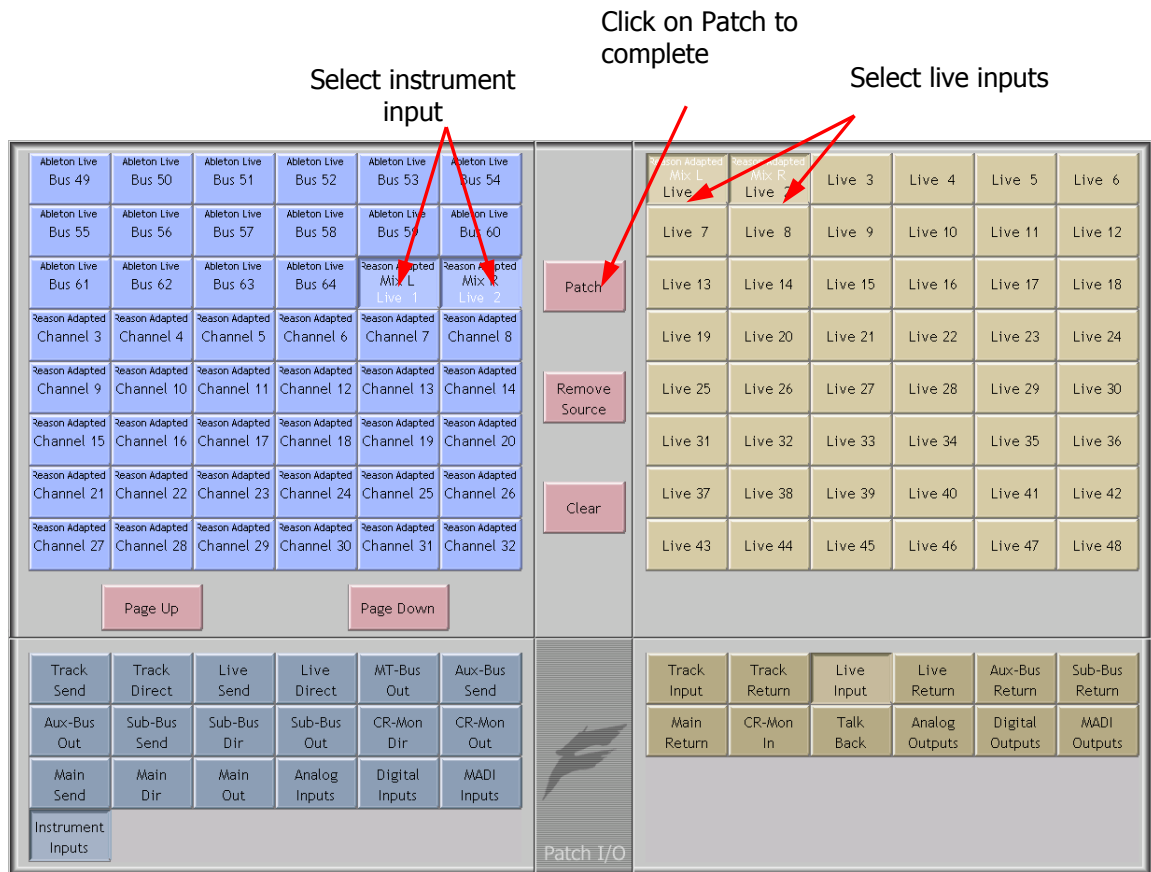 Click on Patch to
complete
Select instrument
input
Select live inputs
Ableton Live Ableton Live Ableton Live Ableton Live Ableton Live Ableton Live
Bus 49 Bus 50 Bus 51 Bus 52 Bus 53 Bus 54
Ableton Live Ableton Live Ableton Live Ableton Live Ableton Live Ableton Live
Bus 55 Bus 56 Bus 57 Bus 58 Bus 59 Bus 60
Ableton Live Ableton Live Ableton Live Ableton Live Reason Adapted Reason Adapted
Bus 61 Bus 62 Bus 63 Bus 64 Mix L Mix R
Live 1 Live 2
Reason Adapted Reason Adapted Reason Adapted Reason Adapted Reason Adapted Reason Adapted
Channel 3 Channel 4 Channel 5 Channel 6 Channel 7 Channel 8
Reason Adapted Reason Adapted Reason Adapted Reason Adapted Reason Adapted Reason Adapted
Channel 9 Channel 10 Channel 11 Channel 12 Channel 13 Channel 14
Reason Adapted Reason Adapted Reason Adapted Reason Adapted Reason Adapted Reason Adapted
Channel 15 Channel 16 Channel 17 Channel 18 Channel 19 Channel 20
Reason Adapted Reason Adapted Reason Adapted Reason Adapted Reason Adapted Reason Adapted
Channel 21 Channel 22 Channel 23 Channel 24 Channel 25 Channel 26
Reason Adapted Reason Adapted Reason Adapted Reason Adapted Reason Adapted Reason Adapted
Channel 27 Channel 28 Channel 29 Channel 30 Channel 31 Channel 32
Page Up Page Down
Patch
Remove
Source
Clear
Reason Adapted Reason Adapted
Mix L Mix R
Live Live 2 Live 3 Live 4 Live 5 Live 6
Live 7 Live 8 Live 9 Live 10 Live 11 Live 12
Live 13 Live 14 Live 15 Live 16 Live 17 Live 18
Live 19 Live 20 Live 21 Live 22 Live 23 Live 24
Live 25 Live 26 Live 27 Live 28 Live 29 Live 30
Live 31 Live 32 Live 33 Live 34 Live 35 Live 36
Live 37 Live 38 Live 39 Live 40 Live 41 Live 42
Live 43 Live 44 Live 45 Live 46 Live 47 Live 48
Track Track Live Live MT-Bus Aux-Bus
Send Direct Send Direct Out Send
Aux-Bus Sub-Bus Sub-Bus Sub-Bus CR-Mon CR-Mon
Out Send Dir Out Dir Out
Main Main Main Analog Digital MADI
Send Dir Out Inputs Inputs Inputs
Instrument
Inputs
Patch I/O
Track Track Live Live Aux-Bus Sub-Bus
Input Return Input Return Return Return
Main CR-Mon Talk Analog Digital MADI
Return In Back Outputs Outputs Outputs